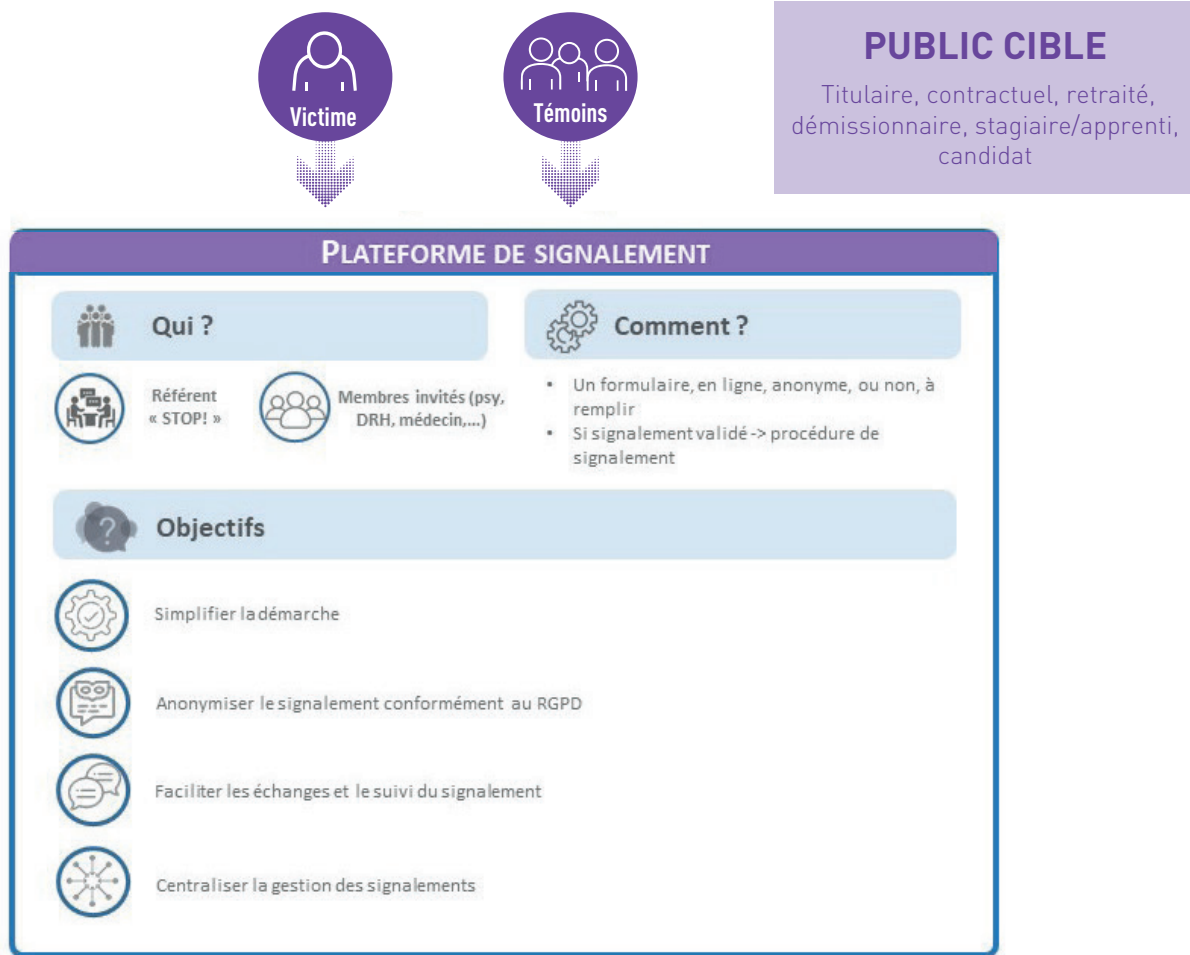 Victime
Témoins
PUBLIC CIBLE
Titulaire, contractuel, retraité,
démissionnaire, stagiaire/apprenti,
candidat
PLATEFORME DE SIGNALEMENT
Qui ?
Référent
« STOP! »
Membres invités (psy,
DRH, médecin,...)
Comment ?
• Un formulaire, en ligne, anonyme, ou non, à
remplir
• Si signalement validé -> procédure de
signalement
?
Objectifs
Simplifier la démarche
Anonymiser le signalement conformément au RGPD
Faciliter les échanges et le suivi du signalement
Centraliser la gestion des signalements